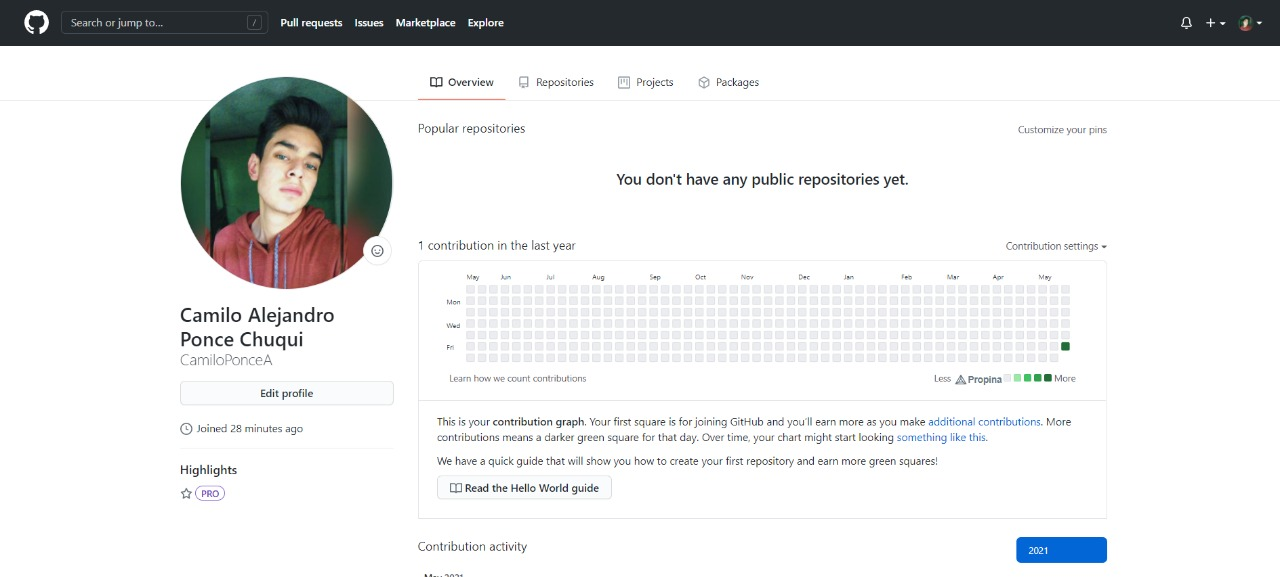 Search or jump to... /
Pull requests Issues Marketplace Explore
Overview Repositories Projects Packages
Popular repositories Customize your pins
You don't have any public repositories yet.
1 contribution in the last year Contribution settings
May Jun Jul Aug Sep Oct Nov Dec Jan Feb Mar Apr May
Mon
Wed
Fri
Learn how we count contributions Less Propina More
This is your contribution graph. Your first square is for joining GitHub and you'll earn more as you make additional contributions. More
contributions means a darker green square for that day. Over time, your chart might start looking something like this.
We have a quick guide that will show you how to create your first repository and earn more green squares!
Read the Hello World guide
Contribution activity 2021
May 2021
Camilo Alejandro
Ponce Chuqui
CamiloPonceA
Edit profile
Joined 28 minutes ago
Highlights
PRO